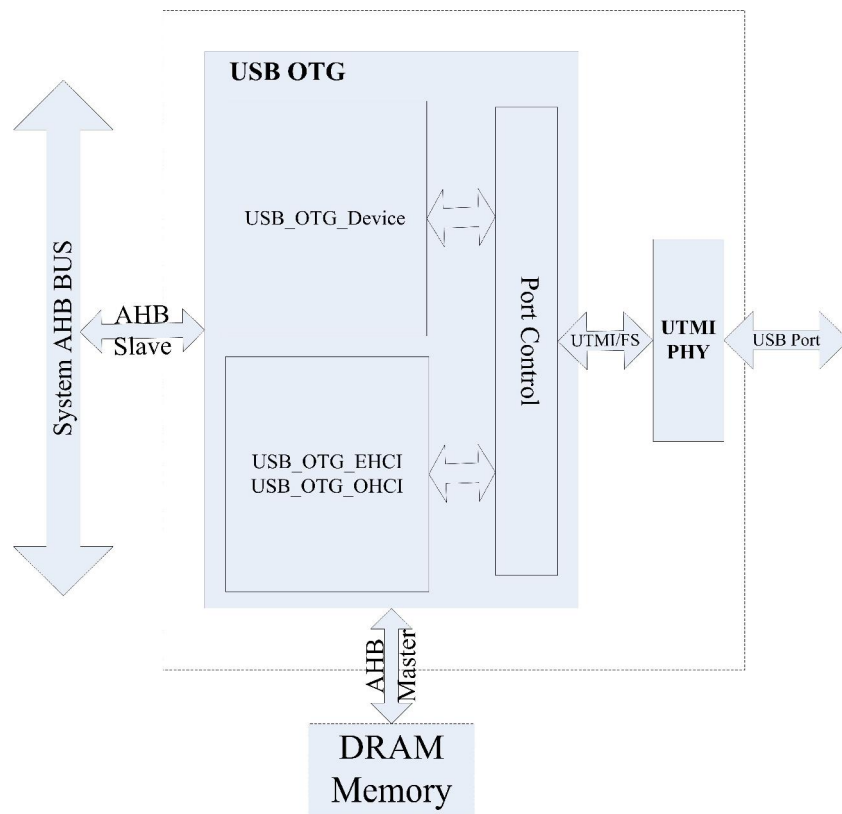 USB OTG
USB_OTG_Device
System AHB BUS
AHB
Slave
Port Control
UTMI/FS
UTMI
PHY
USB Port
USB_OTG_EHCI
USB_OTG_OHCI
AHB
Master
DRAM
Memory